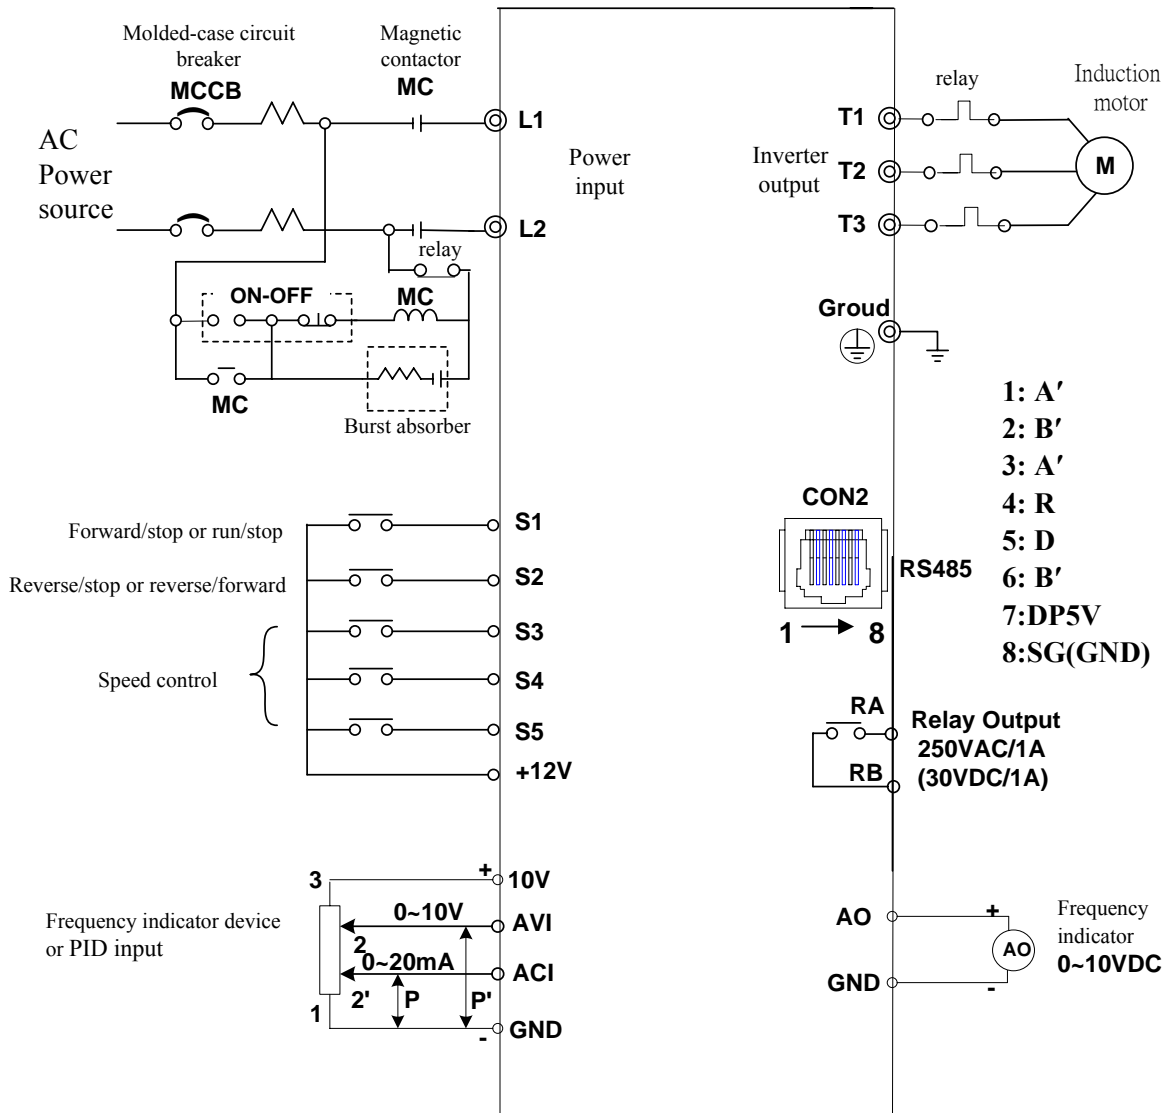 Molded-case circuit
breaker
MCCB
Magnetic
contactor
MC
AC
Power
source
L1
L2
Power
input
relay
ON-OFF
MC
MC
Burst absorber
Inverter
output
T1
T2
T3
relay
Induction
motor
M
Groud
Forward/stop or run/stop
S1
Reverse/stop or reverse/forward
S2
Speed control
S3
S4
S5
+12V
CON2
RS485
1
8
1: A′
2: B′
3: A′
4: R
5: D
6: B′
7:DP5V
8:SG(GND)
RA
RB
Relay Output
250VAC/1A
(30VDC/1A)
Frequency indicator device
or PID input
3
+
10V
0~10V
AVI
2
0~20mA
ACI
2'
P
P'
1
-
GND
AO
+
AO
GND
-
Frequency
indicator
0~10VDC